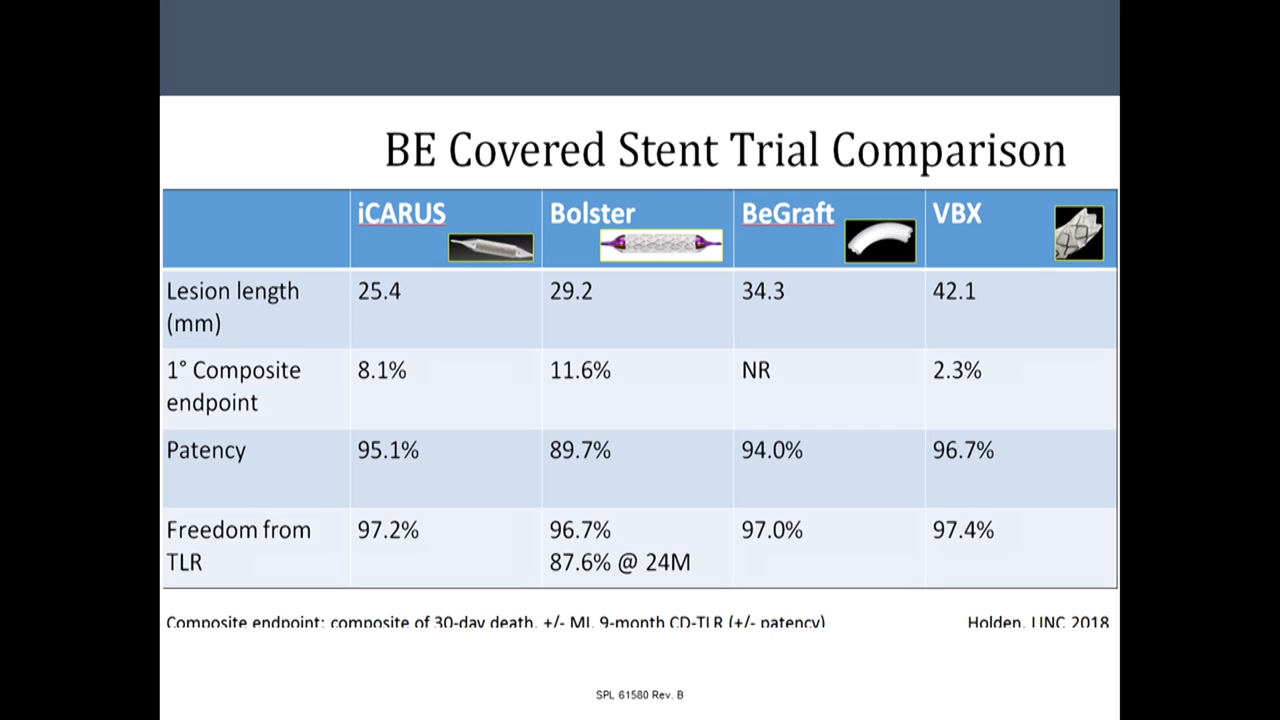 BE Covered Stent Trial Comparison
iCARUS Bolster BeGraft VBX
Lesion length (mm) 25.4 29.2 34.3 42.1
1° Composite endpoint 8.1% 11.6% NR 2.3%
Patency 95.1% 89.7% 94.0% 96.7%
Freedom from TLR 97.2% 96.7% 87.6% @ 24M 97.0% 97.4%
Composite endpoint: composite of 30-day death, +/- MI, 9-month CD-TLR (+/- patency) Holden, LINC 2018
SPL 61580 Rev. B